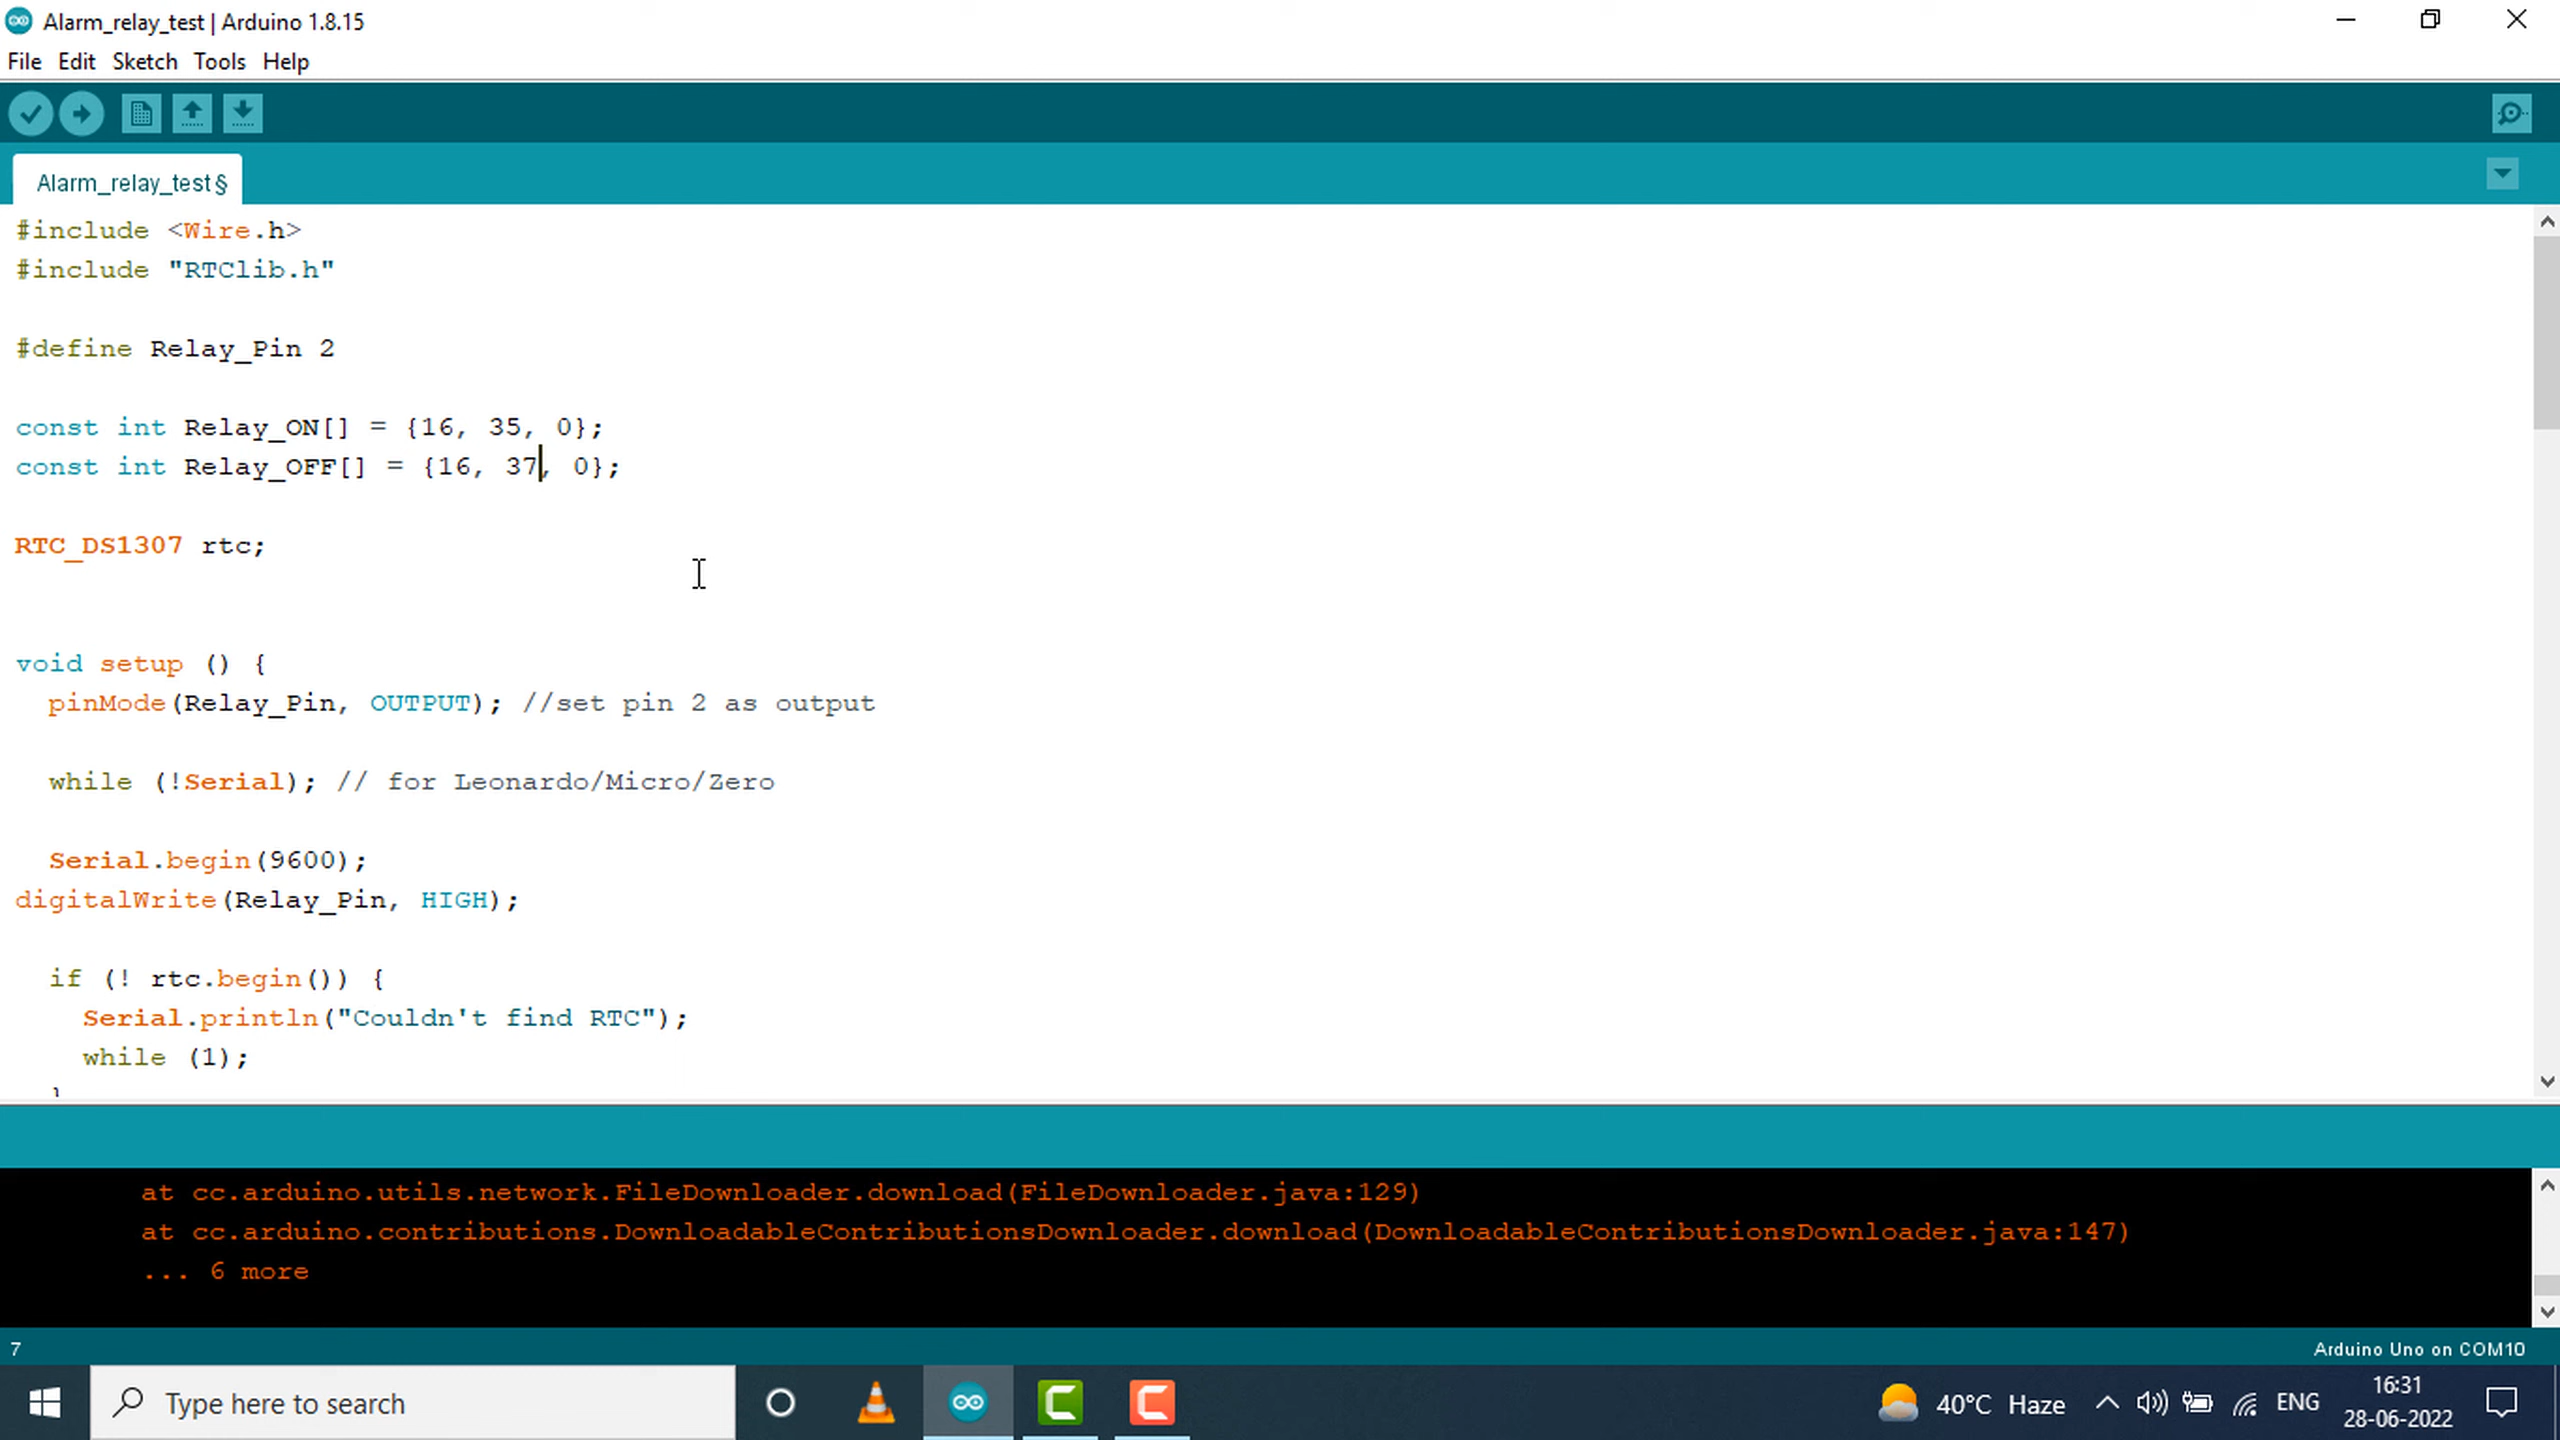 Alarm_relay_test | Arduino 1.8.15
File Edit Sketch Tools Help
Alarm_relay_test§
#include <Wire.h>
#include "RTClib.h"
#define Relay_Pin 2
const int Relay_ON[] = {16, 35, 0};
const int Relay_OFF[] = {16, 37, 0};
RTC_DS1307 rtc;
void setup () {
pinMode(Relay_Pin, OUTPUT); //set pin 2 as output
while (!Serial); // for Leonardo/Micro/Zero
Serial.begin(9600);
digitalWrite(Relay_Pin, HIGH);
if (! rtc.begin()) {
Serial.println("Couldn't find RTC");
while (1);
}
at cc.arduino.utils.network.FileDownloader.download(FileDownloader.java:129)
at cc.arduino.contributions.DownloadableContributionsDownloader.download(DownloadableContributionsDownloader.java:147)
... 6 more
7
Arduino Uno on COM10
Type here to search
40°C Haze
ENG
16:31
28-06-2022